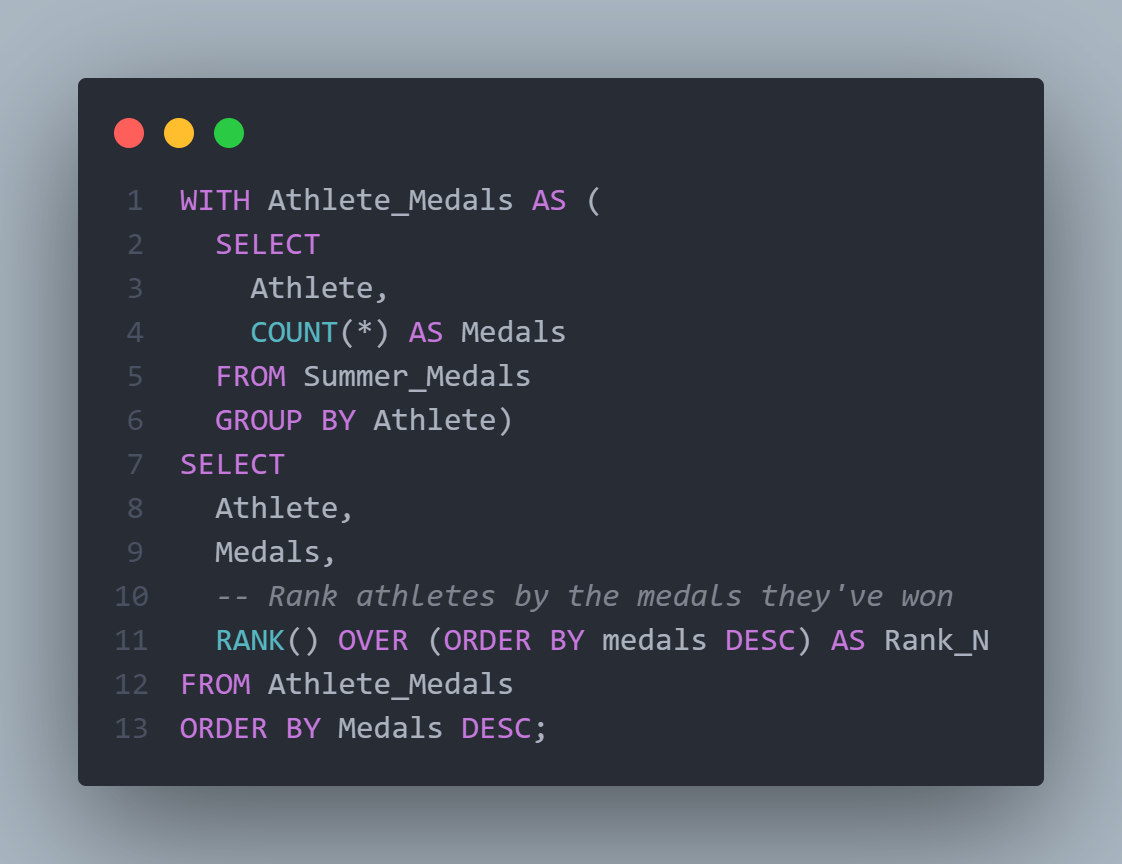 1 WITH Athlete_Medals AS (
2   SELECT
3     Athlete,
4     COUNT(*) AS Medals
5   FROM Summer_Medals
6   GROUP BY Athlete)
7 SELECT
8   Athlete,
9   Medals,
10   -- Rank athletes by the medals they've won
11   RANK() OVER (ORDER BY medals DESC) AS Rank_N
12 FROM Athlete_Medals
13 ORDER BY Medals DESC;